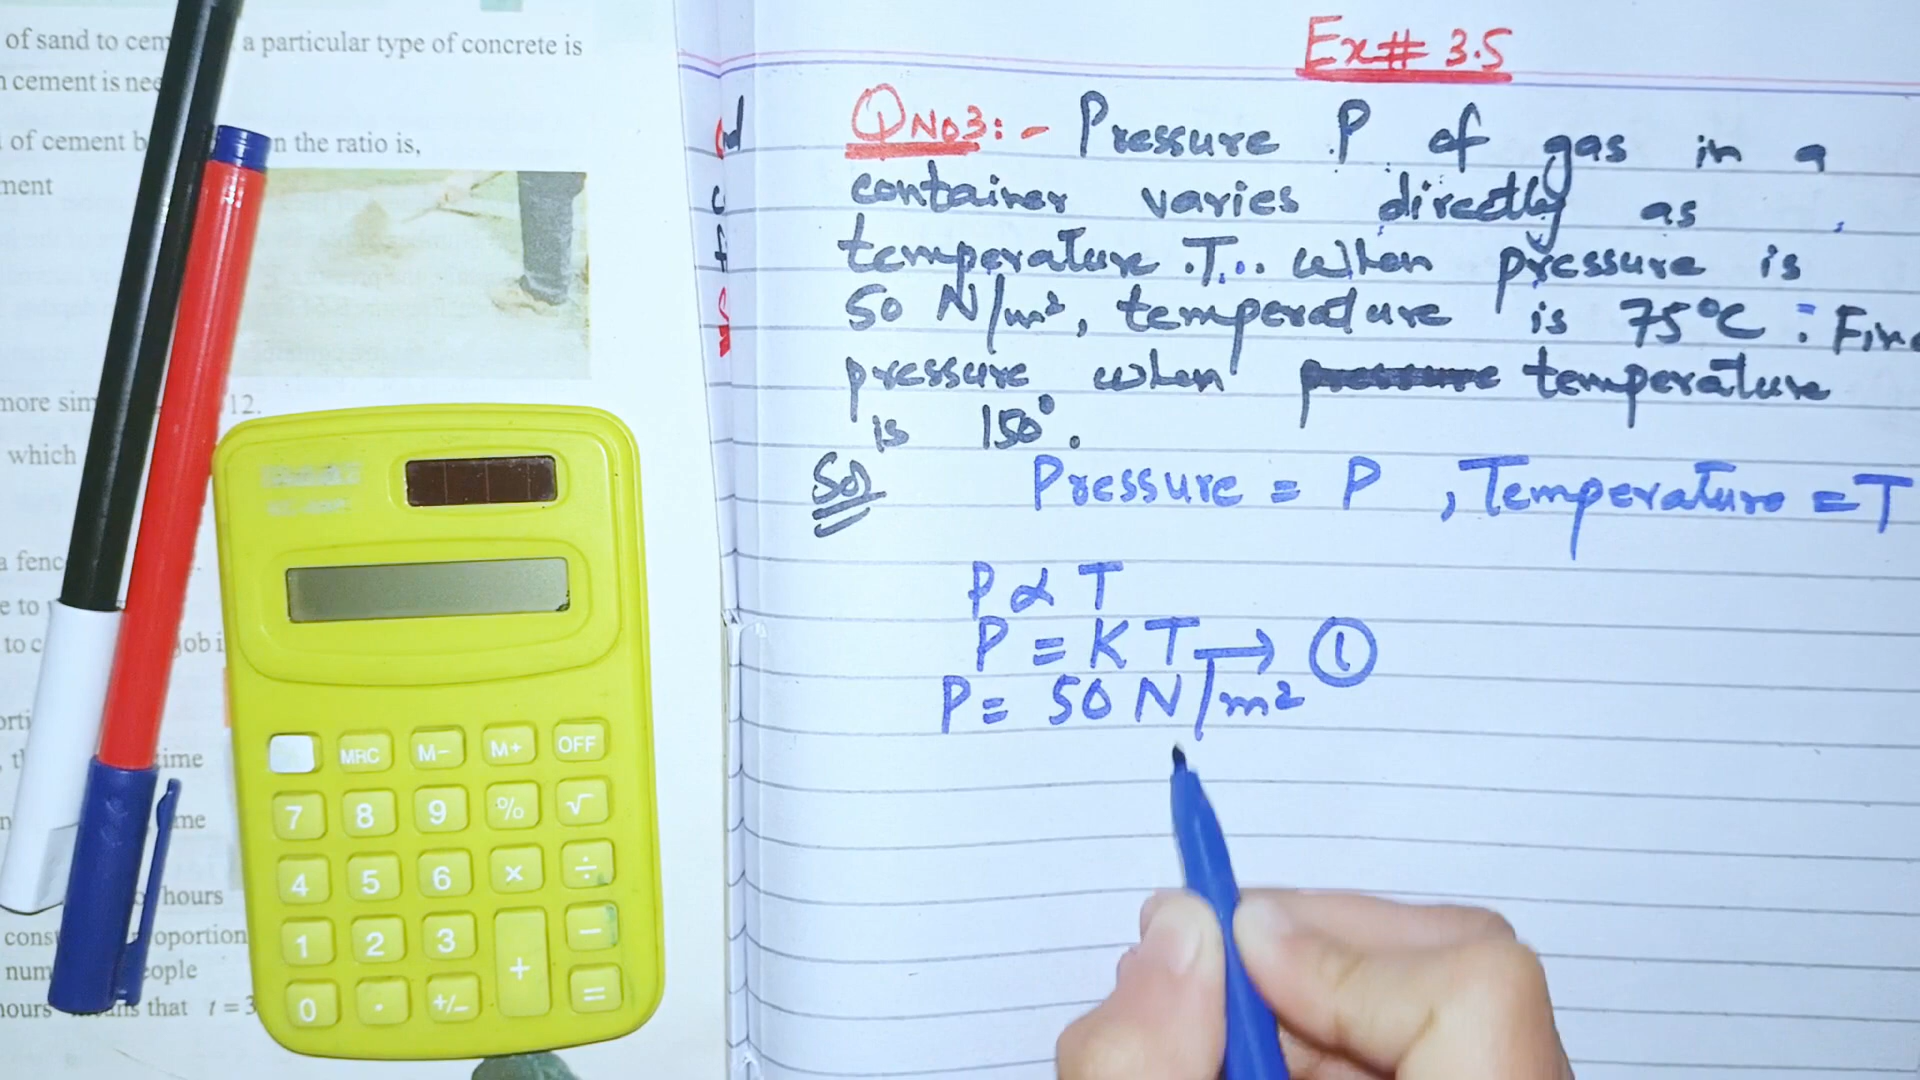 of sand to cem a particular type of concrete is
cement is nee
of cement b n the ratio is,
ment
more sim 12.
which
a fenc
e to
to c job i
time
me
hours
const oportion
num eople
hours means that t = 3
MRC M- M+ OFF
7 8 9 % √
4 5 6 × ÷
1 2 3 + −
0 . +/− =
Ex# 3.5
QNo3:- Pressure P of gas in a
container varies directly as
temperature T. When pressure is
50 N/m², temperature is 75°C. Find
pressure when temperature
is 150°.
Sol Pressure = P , Temperature = T
P α T
P = K T → ①
P = 50 N/m²